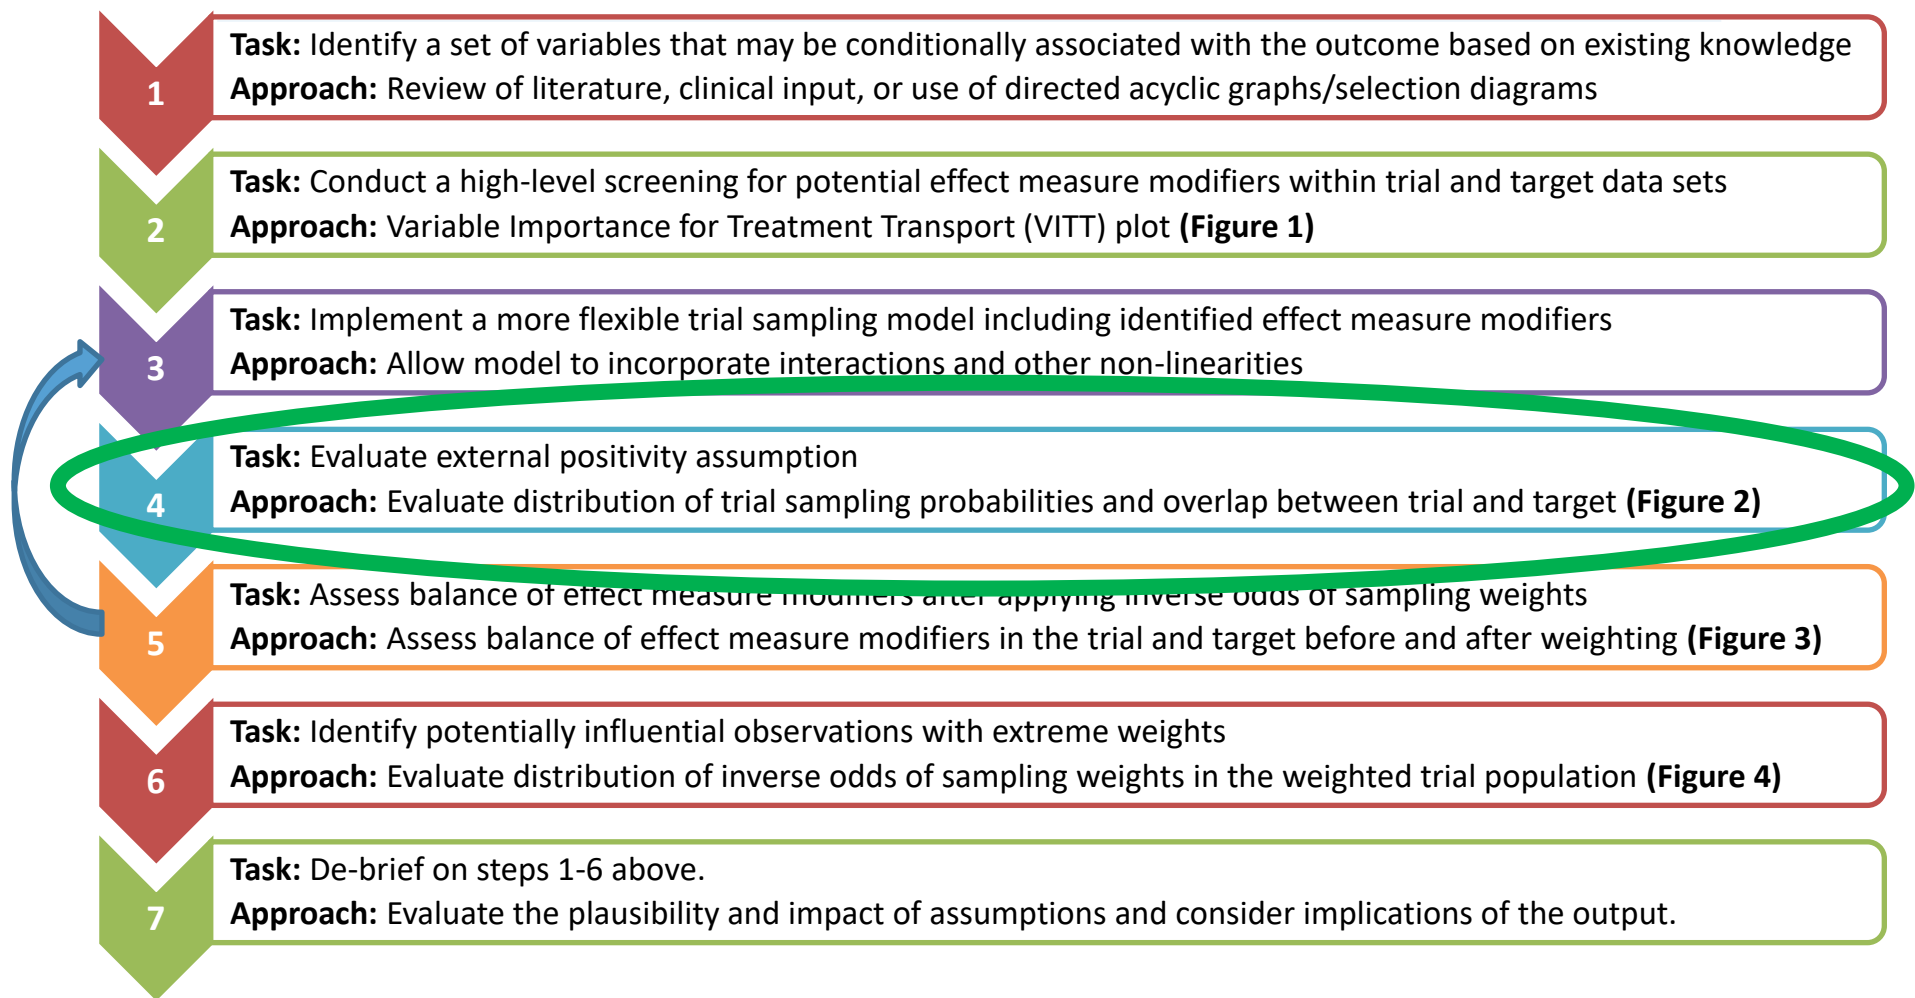 1
Task: Identify a set of variables that may be conditionally associated with the outcome based on existing knowledge
Approach: Review of literature, clinical input, or use of directed acyclic graphs/selection diagrams
2
Task: Conduct a high-level screening for potential effect measure modifiers within trial and target data sets
Approach: Variable Importance for Treatment Transport (VITT) plot (Figure 1)
3
Task: Implement a more flexible trial sampling model including identified effect measure modifiers
Approach: Allow model to incorporate interactions and other non-linearities
4
Task: Evaluate external positivity assumption
Approach: Evaluate distribution of trial sampling probabilities and overlap between trial and target (Figure 2)
5
Task: Assess balance of effect measure modifiers after applying inverse odds of sampling weights
Approach: Assess balance of effect measure modifiers in the trial and target before and after weighting (Figure 3)
6
Task: Identify potentially influential observations with extreme weights
Approach: Evaluate distribution of inverse odds of sampling weights in the weighted trial population (Figure 4)
7
Task: De-brief on steps 1-6 above.
Approach: Evaluate the plausibility and impact of assumptions and consider implications of the output.